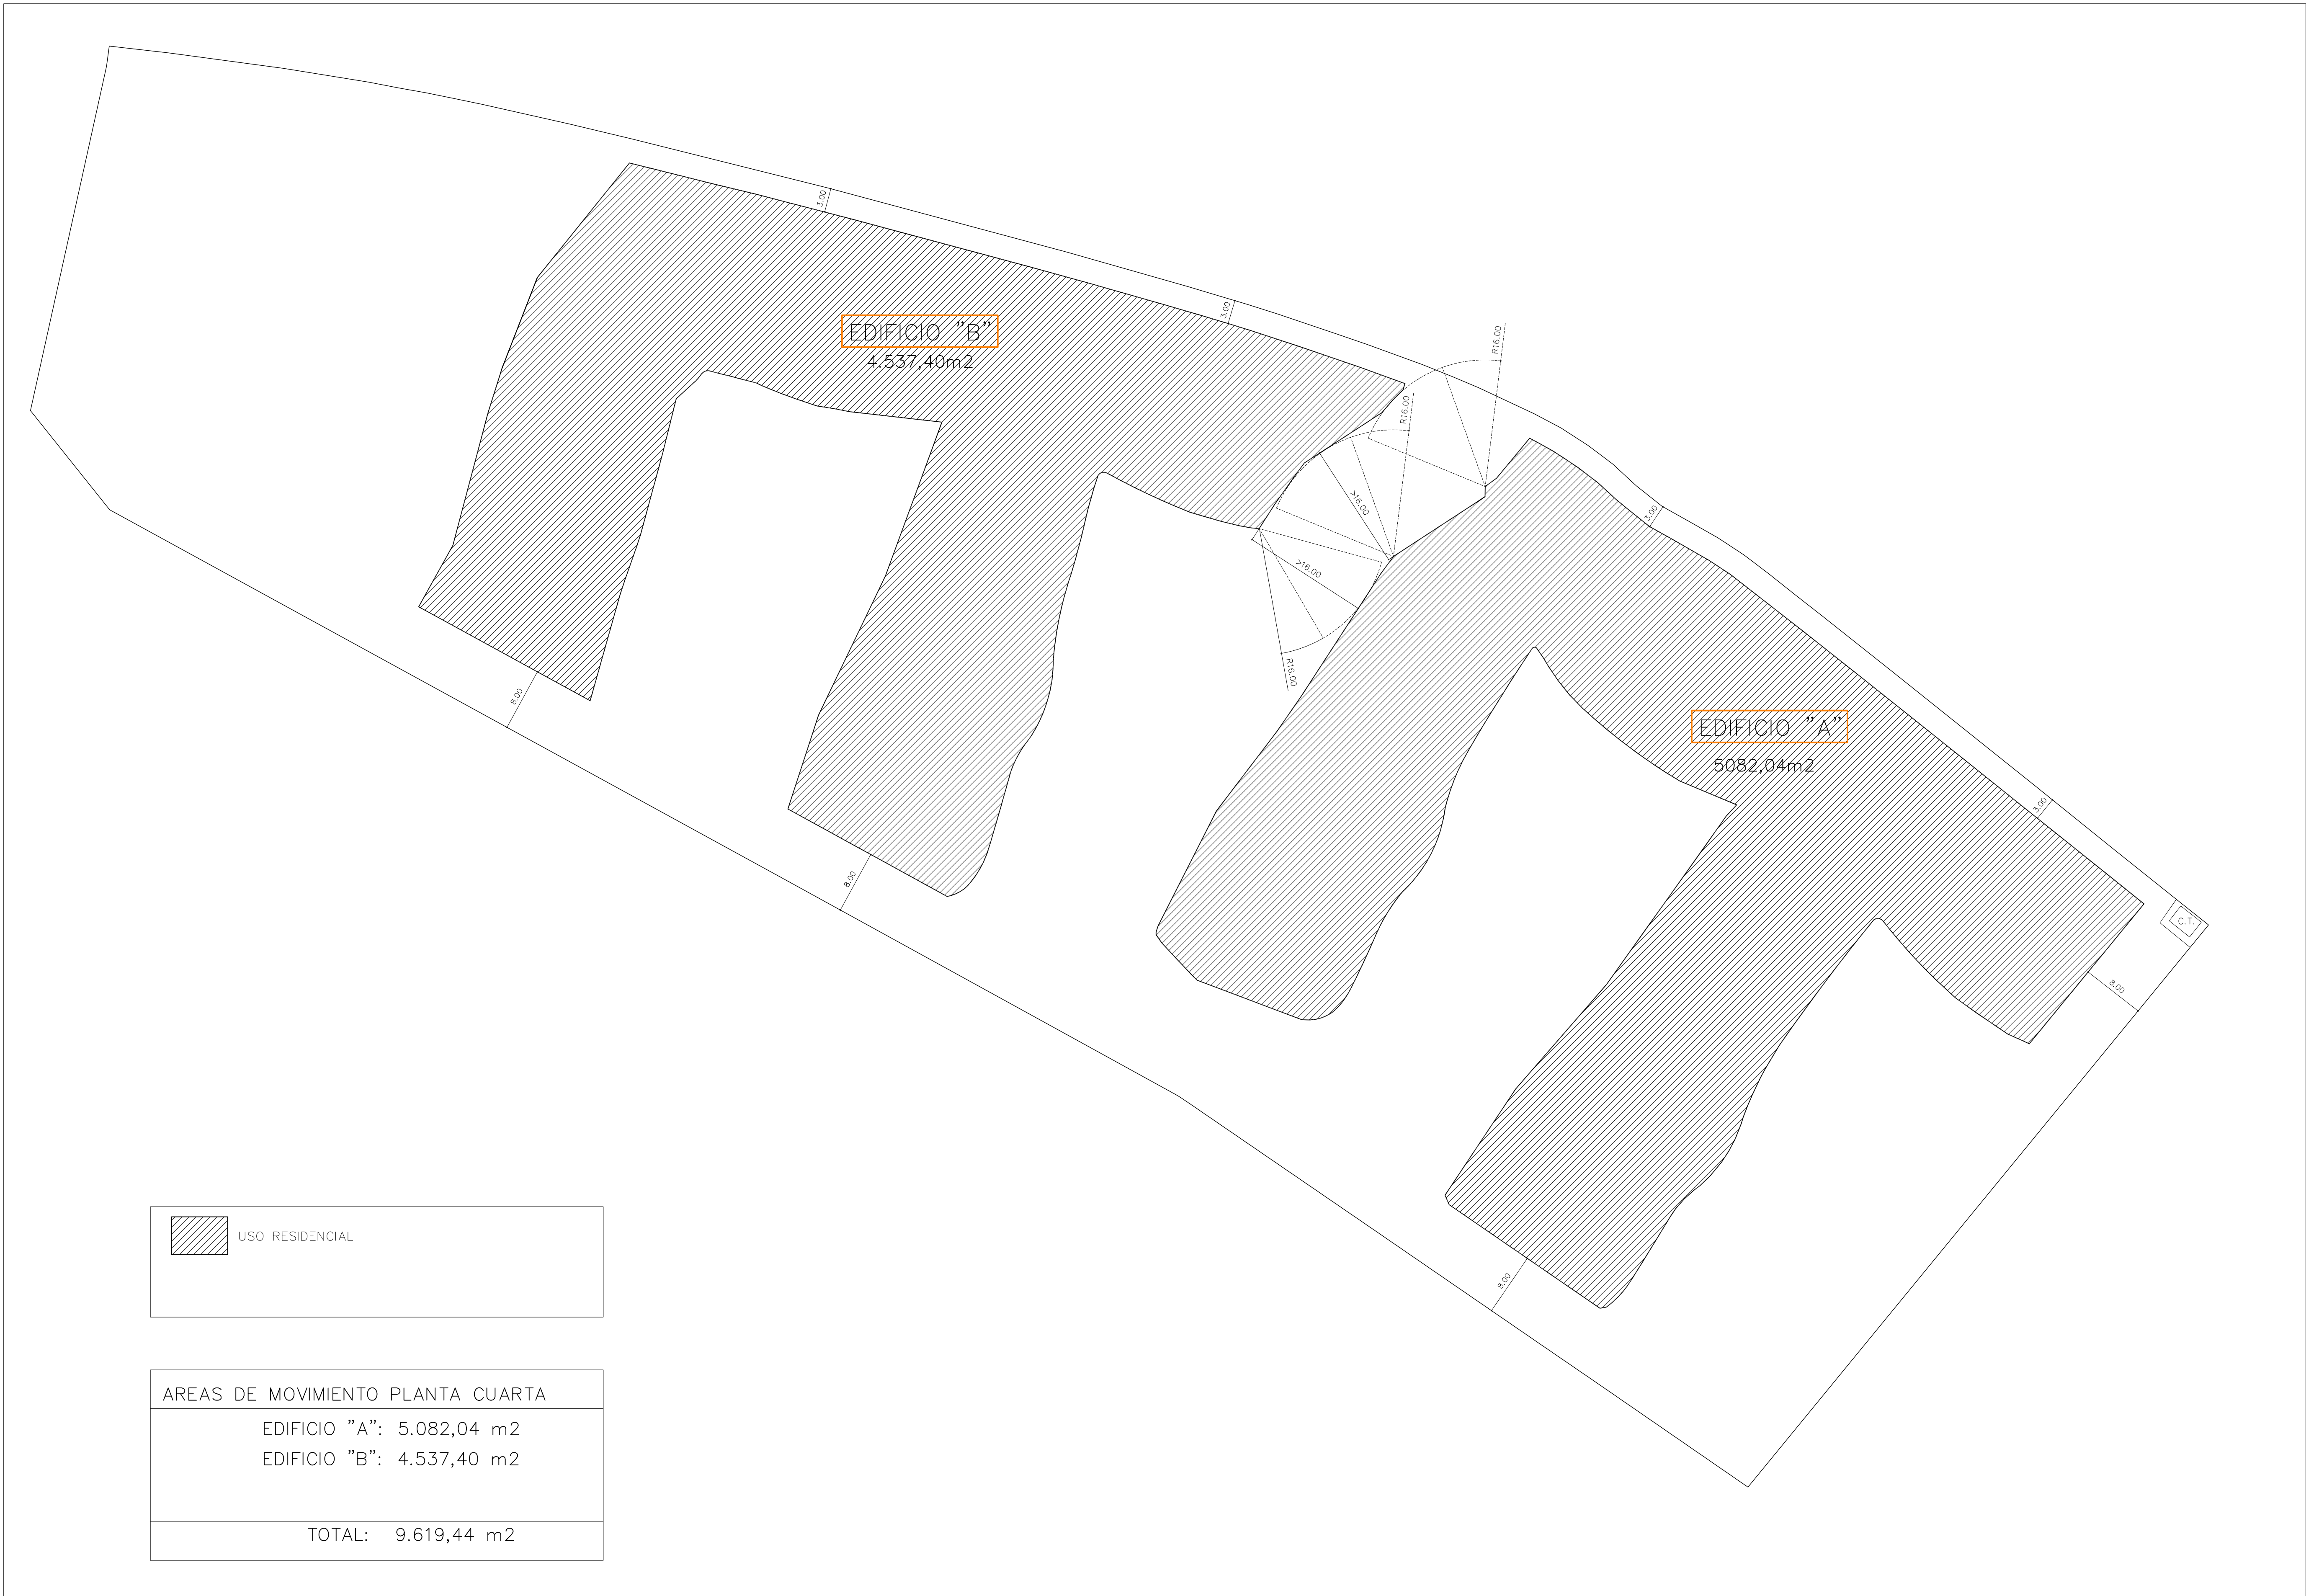 3.00
3.00
R16.00
R16.00
EDIFICIO "B"
4.537,40m2
>16.00
3.00
>16.00
R16.00
8.00
EDIFICIO "A"
5082,04m2
3.00
8.00
C.T.
8.00
8.00
USO RESIDENCIAL
AREAS DE MOVIMIENTO PLANTA CUARTA
EDIFICIO "A": 5.082,04 m2
EDIFICIO "B": 4.537,40 m2
TOTAL: 9.619,44 m2